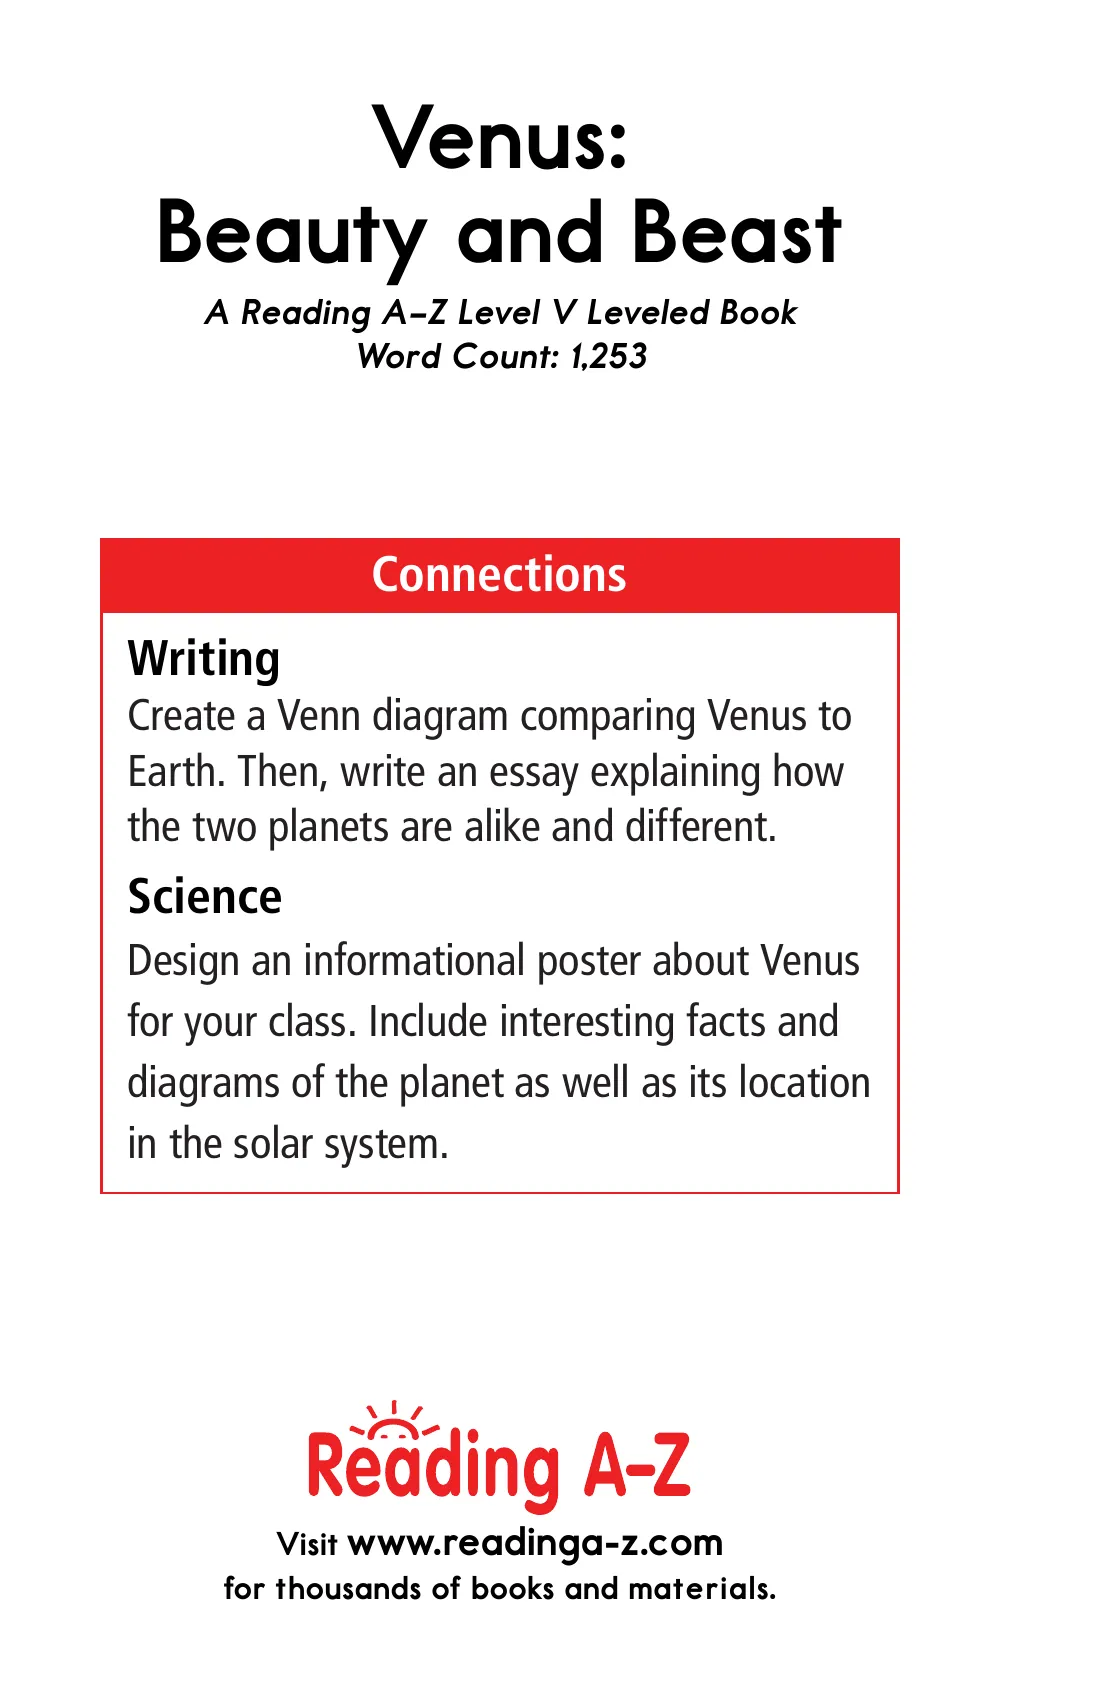 Venus:
Beauty and Beast
A Reading A–Z Level V Leveled Book
Word Count: 1,253
Connections
Writing
Create a Venn diagram comparing Venus to
Earth. Then, write an essay explaining how
the two planets are alike and different.
Science
Design an informational poster about Venus
for your class. Include interesting facts and
diagrams of the planet as well as its location
in the solar system.
Reading A–Z
Visit www.readinga-z.com
for thousands of books and materials.